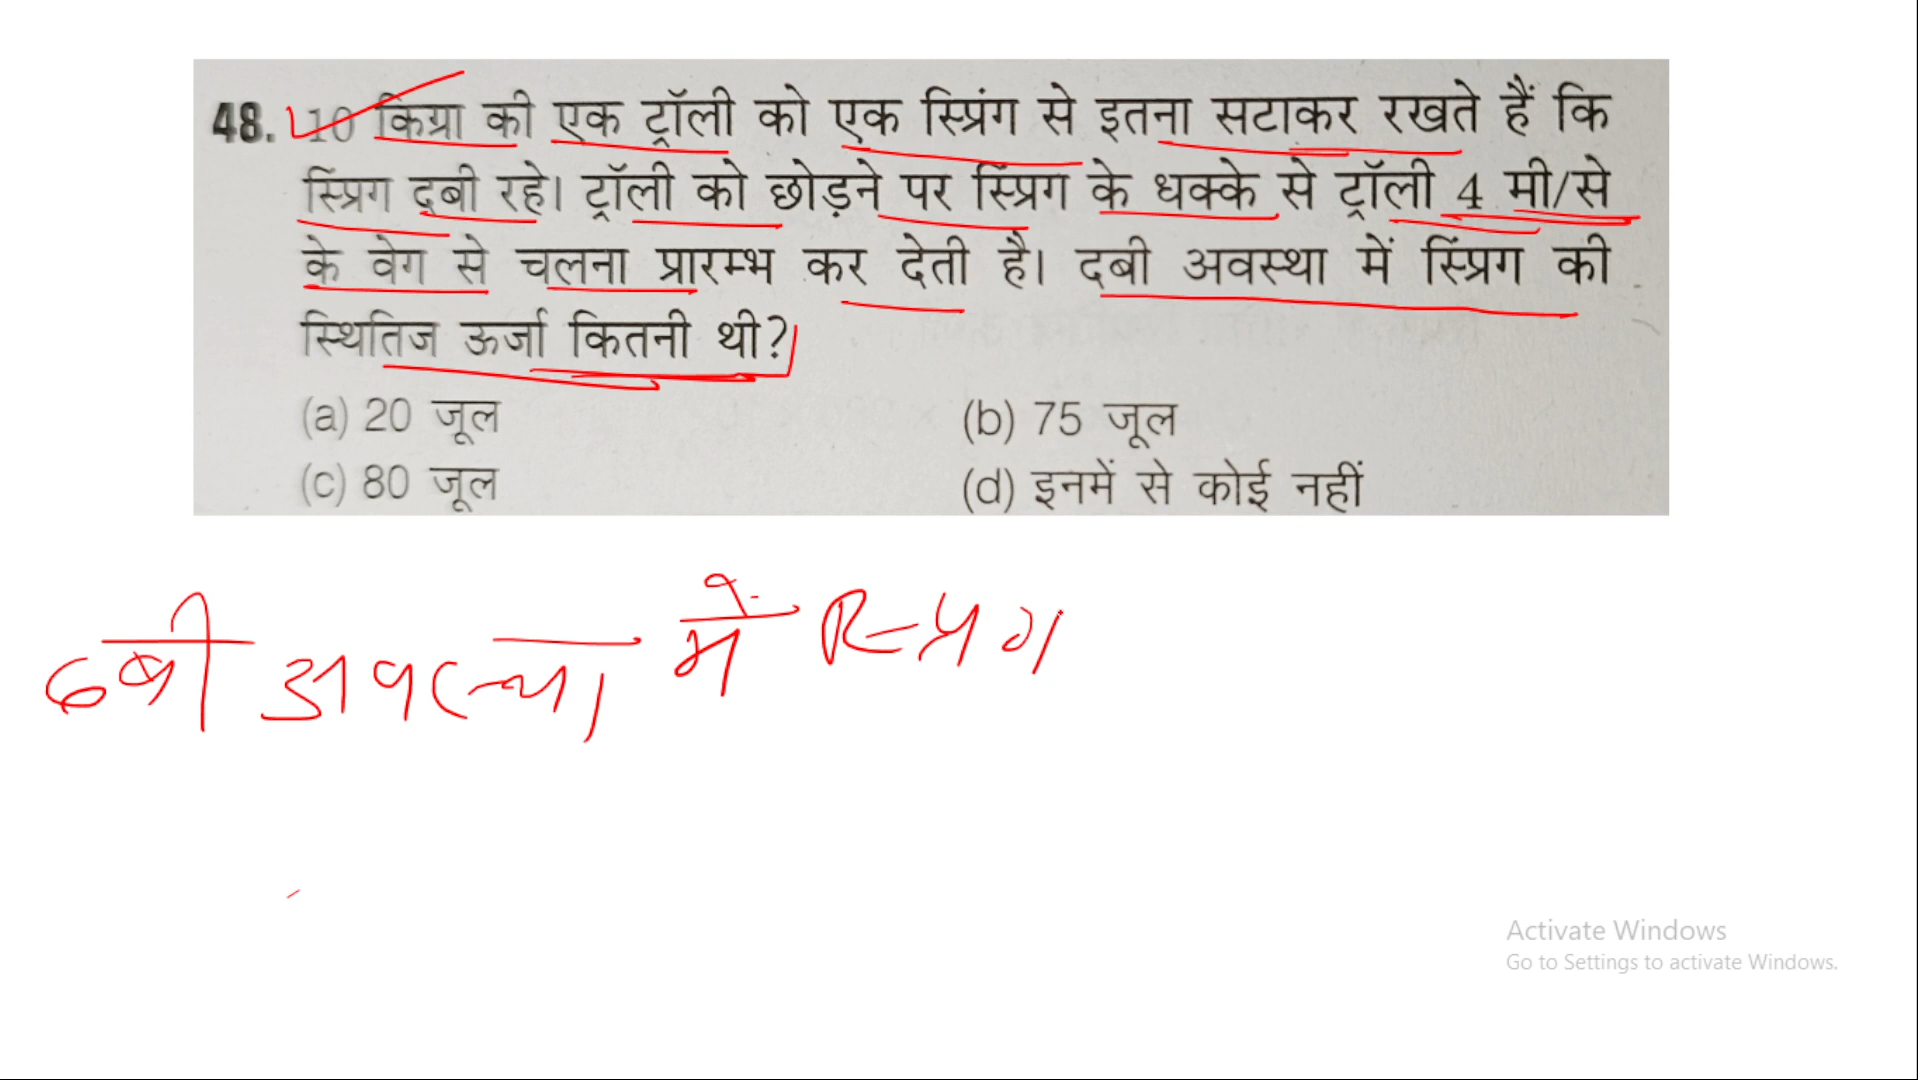 48. 10 किग्रा की एक ट्रॉली को एक स्प्रिंग से इतना सटाकर रखते हैं कि
स्प्रिंग दबी रहे। ट्रॉली को छोड़ने पर स्प्रिंग के धक्के से ट्रॉली 4 मी/से
के वेग से चलना प्रारम्भ कर देती है। दबी अवस्था में स्प्रिंग की
स्थितिज ऊर्जा कितनी थी?
(a) 20 जूल (b) 75 जूल
(c) 80 जूल (d) इनमें से कोई नहीं
दबी अवस्था में स्प्रिंग
Activate Windows
Go to Settings to activate Windows.